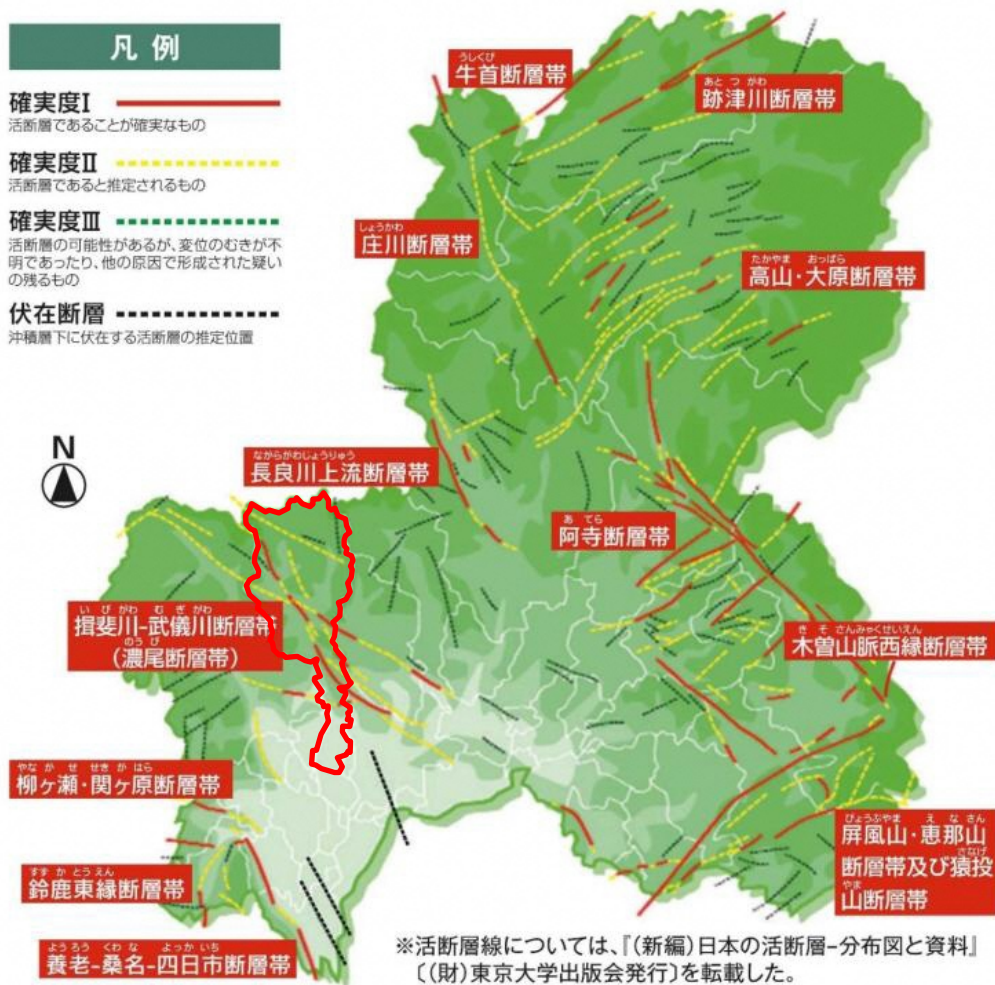 凡例
確実度Ⅰ
活断層であることが確実なもの
確実度Ⅱ
活断層であると推定されるもの
確実度Ⅲ
活断層の可能性があるが、変位のむきが不
明であったり、他の原因で形成された疑い
の残るもの
伏在断層
沖積層下に伏在する活断層の推定位置
N
うしくび
牛首断層帯
あとつがわ
跡津川断層帯
しょうかわ
庄川断層帯
たかやま おっぱら
高山・大原断層帯
ながらがわじょうりゅう
長良川上流断層帯
あてら
阿寺断層帯
いびがわ むぎがわ
揖斐川-武儀川断層帯
のうび
(濃尾断層帯)
きそさんみゃくせいえん
木曽山脈西縁断層帯
やながせ せきがはら
柳ヶ瀬・関ヶ原断層帯
びょうぶやま えなさん
屏風山・恵那山
さなげ
断層帯及び猿投
やま
山断層帯
すずかとうえん
鈴鹿東縁断層帯
ようろう くわな よっかいち
養老-桑名-四日市断層帯
※活断層線については、『(新編)日本の活断層-分布図と資料』
〔(財)東京大学出版会発行〕を転載した。